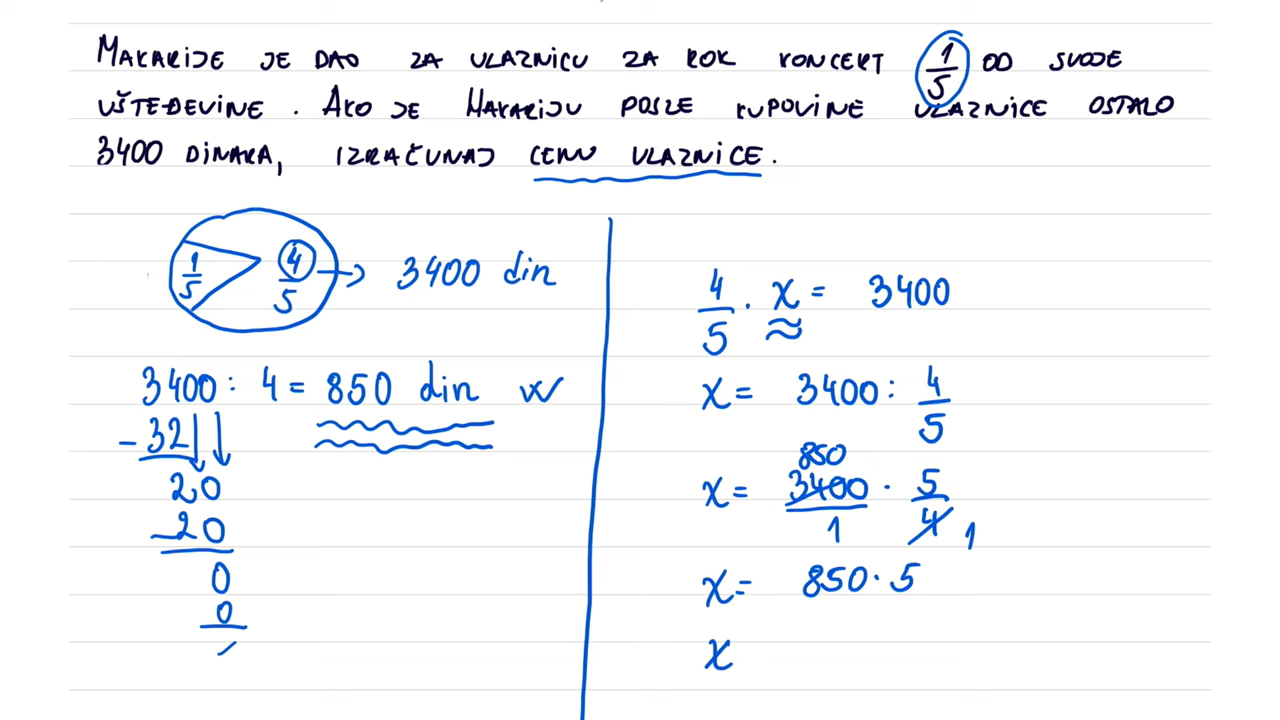 MAKARIJE JE DAO ZA ULAZNICU ZA ROK KONCERT 1/5 OD SVOJE
UŠTEĐEVINE. AKO JE MAKARIJU POSLE KUPOVINE ULAZNICE OSTALO
3400 DINARA, IZRAČUNAJ CENU ULAZNICE.
1/5 4/5 → 3400 din
3400 : 4 = 850 din
- 32
20
- 20
0
0
4/5 · x = 3400
x = 3400 : 4/5
850
x = 3400/1 · 5/4 1
x = 850 · 5
x